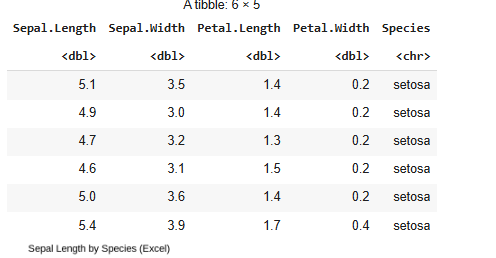 A tibble: 6 × 5
Sepal.Length Sepal.Width Petal.Length Petal.Width Species
<dbl> <dbl> <dbl> <dbl> <chr>
5.1 3.5 1.4 0.2 setosa
4.9 3.0 1.4 0.2 setosa
4.7 3.2 1.3 0.2 setosa
4.6 3.1 1.5 0.2 setosa
5.0 3.6 1.4 0.2 setosa
5.4 3.9 1.7 0.4 setosa
Sepal Length by Species (Excel)